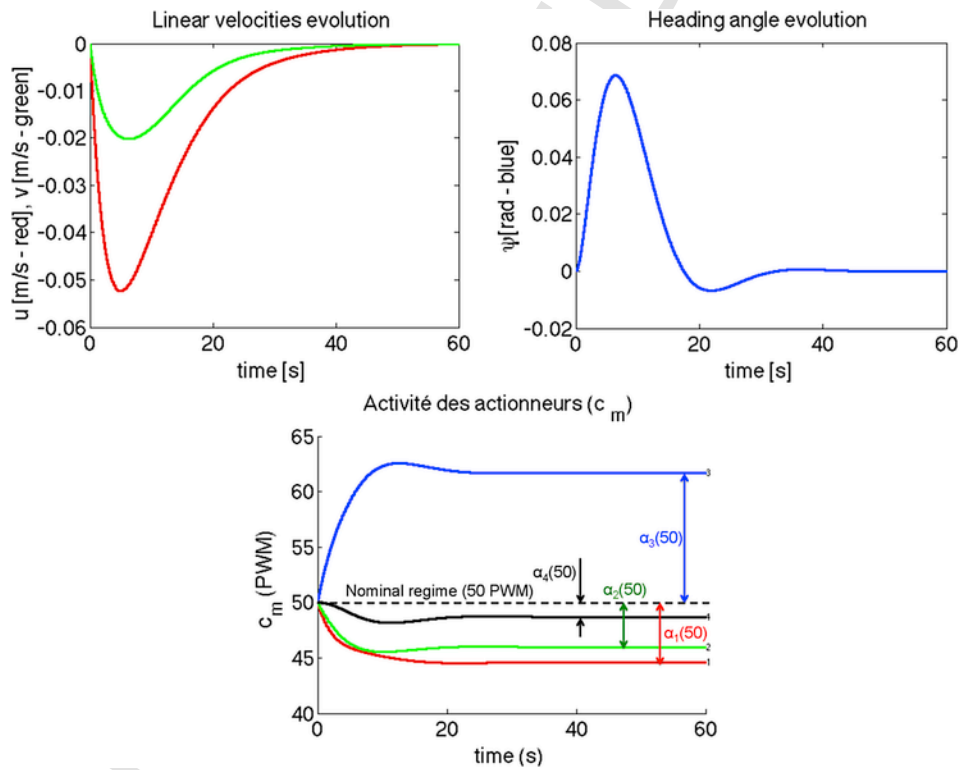 Linear velocities evolution
u [m/s - red], v [m/s - green]
0
-0.01
-0.02
-0.03
-0.04
-0.05
-0.06
0 20 40 60
time [s]
Heading angle evolution
ψ[rad - blue]
0.08
0.06
0.04
0.02
0
-0.02
0 20 40 60
time [s]
Activité des actionneurs (c m)
c m (PWM)
65
60
55
50
45
40
3
α3(50)
α4(50)
α2(50)
Nominal regime (50 PWM)
4
α1(50)
2
1
0 20 40 60
time (s)